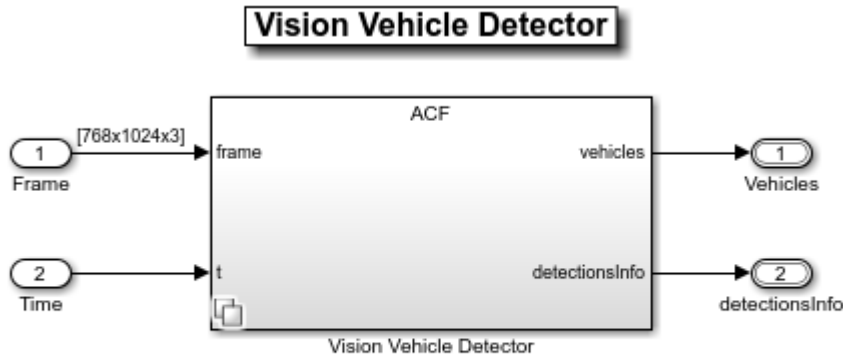 Vision Vehicle Detector
ACF
[768x1024x3]
1
frame
vehicles
1
Frame
Vehicles
2
t
detectionsInfo
2
Time
detectionsInfo
Vision Vehicle Detector